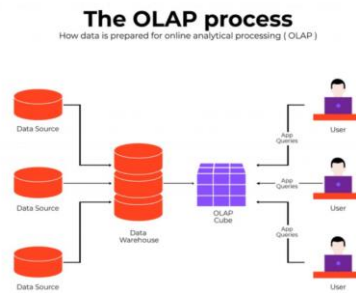 The OLAP process
How data is prepared for online analytical processing ( OLAP )
Data Source
App
Queries
User
Data Source
App
Queries
User
OLAP
Cube
Data
Warehouse
App
Queries
Data Source
User